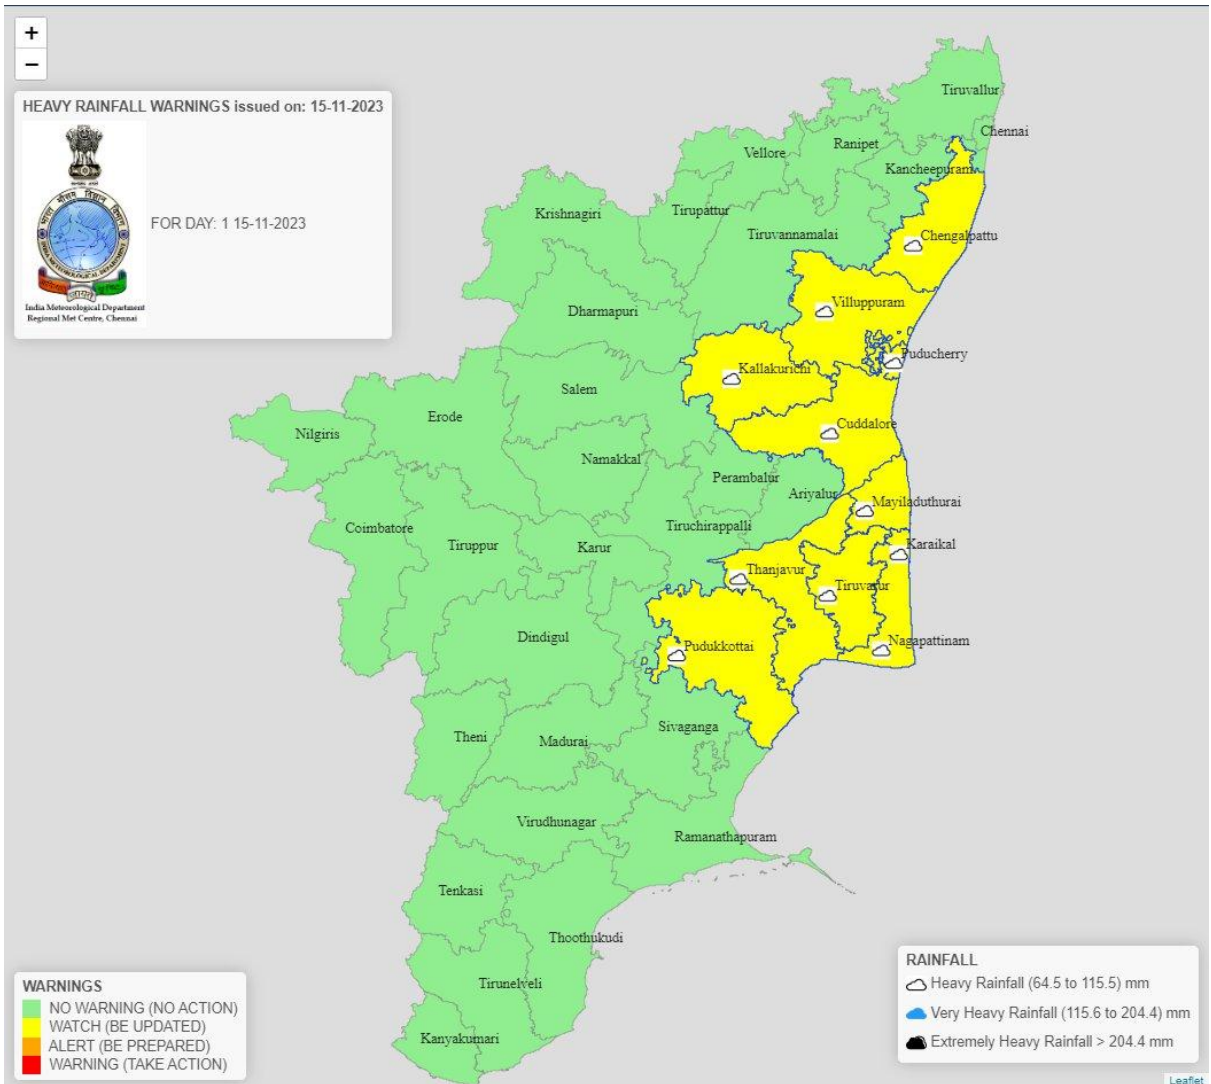 +
−
HEAVY RAINFALL WARNINGS issued on: 15-11-2023
FOR DAY: 1 15-11-2023
India Meteorological Department
Regional Met Centre, Chennai
Tiruvallur
Chennai
Ranipet
Vellore
Kancheepuram
Tirupattur
Krishnagiri
Tiruvannamalai
Chengalpattu
Villuppuram
Dharmapuri
Puducherry
Kallakurichi
Salem
Erode
Cuddalore
Nilgiris
Namakkal
Perambalur
Ariyalur
Mayiladuthurai
Coimbatore
Tiruchirappalli
Tiruppur
Karur
Karaikal
Thanjavur
Tiruvarur
Dindigul
Pudukkottai
Nagapattinam
Sivaganga
Theni
Madurai
Virudhunagar
Ramanathapuram
Tenkasi
Thoothukudi
Tirunelveli
Kanyakumari
WARNINGS
NO WARNING (NO ACTION)
WATCH (BE UPDATED)
ALERT (BE PREPARED)
WARNING (TAKE ACTION)
RAINFALL
Heavy Rainfall (64.5 to 115.5) mm
Very Heavy Rainfall (115.6 to 204.4) mm
Extremely Heavy Rainfall > 204.4 mm
Leaflet